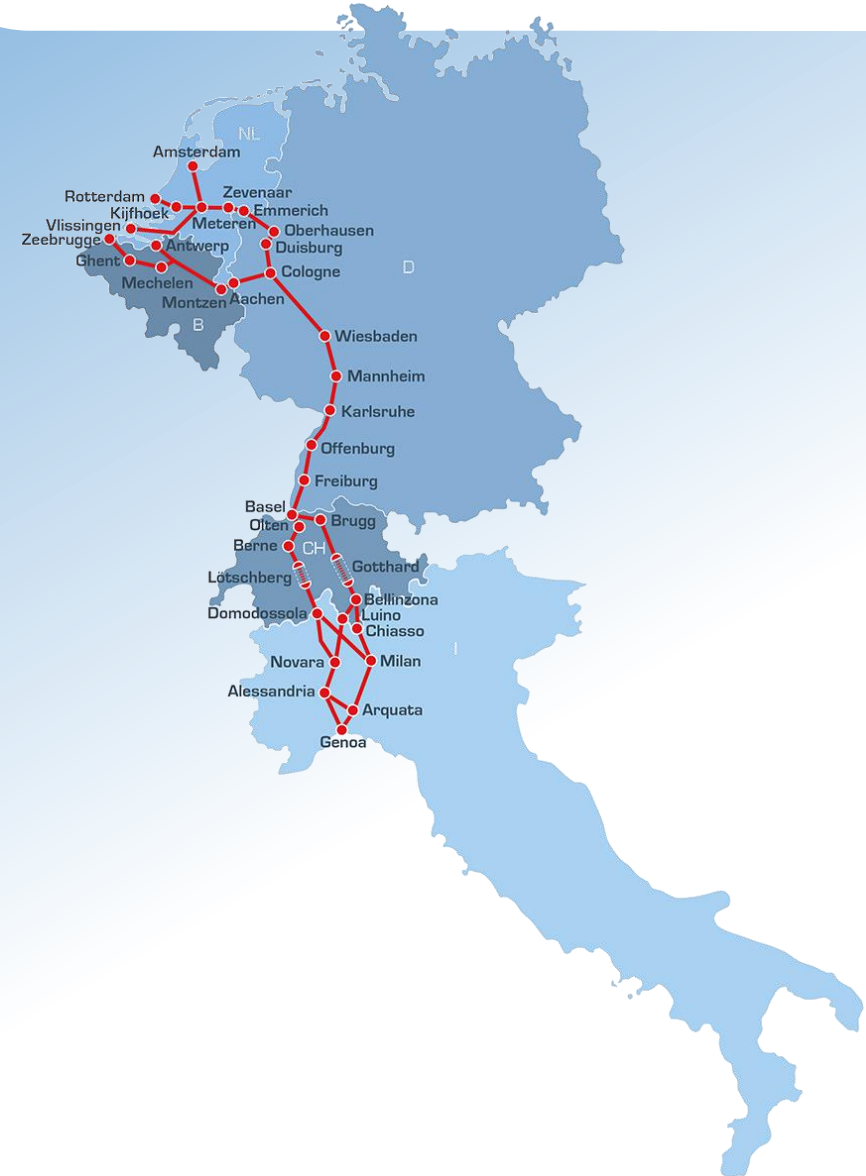 NL
Amsterdam
Zevenaar
Rotterdam
Emmerich
Kijfhoek
Meteren
Vlissingen
Oberhausen
Zeebrugge
Antwerp
Duisburg
Ghent
D
Cologne
Mechelen
Montzen
Aachen
B
Wiesbaden
Mannheim
Karlsruhe
Offenburg
Freiburg
Basel
Brugg
Olten
Berne
CH
Gotthard
Lötschberg
Bellinzona
Domodossola
Luino
Chiasso
I
Novara
Milan
Alessandria
Arquata
Genoa